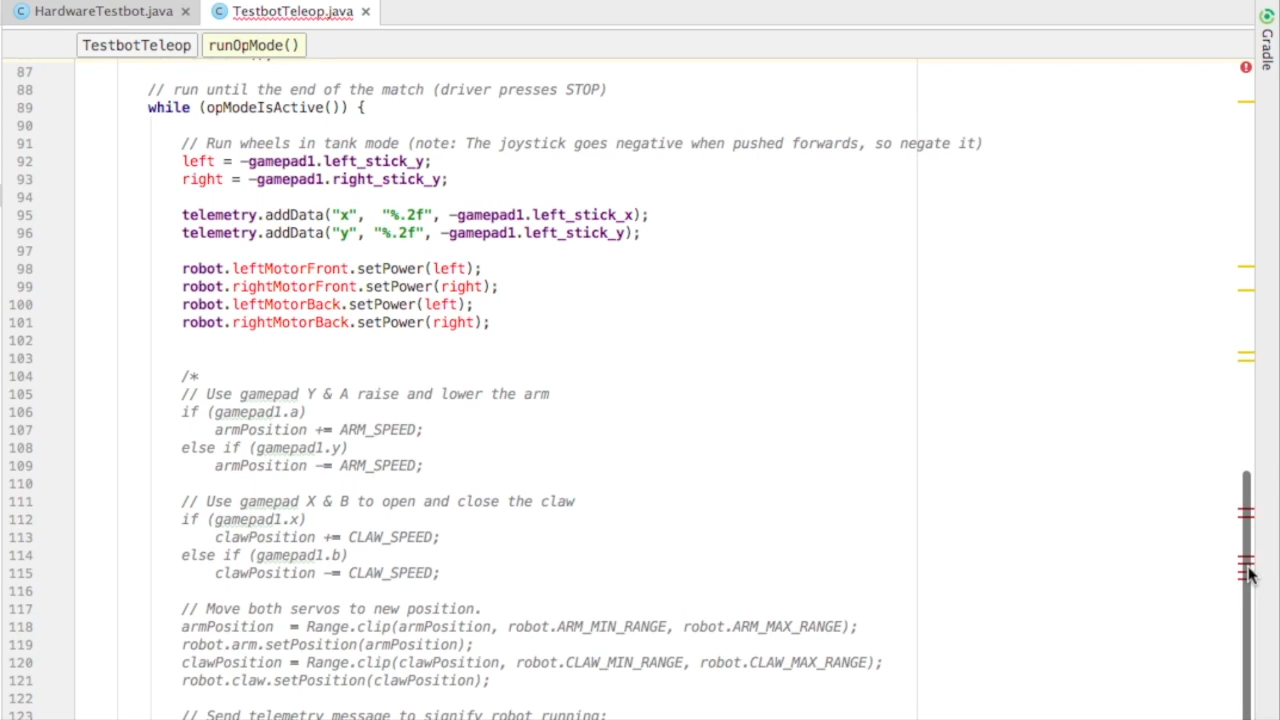 HardwareTestbot.java
TestbotTeleop.java
Gradle
TestbotTeleop
runOpMode()
87
88 // run until the end of the match (driver presses STOP)
89 while (opModeIsActive()) {
90
91 // Run wheels in tank mode (note: The joystick goes negative when pushed forwards, so negate it)
92 left = -gamepad1.left_stick_y;
93 right = -gamepad1.right_stick_y;
94
95 telemetry.addData("x",  "%.2f", -gamepad1.left_stick_x);
96 telemetry.addData("y", "%.2f", -gamepad1.left_stick_y);
97
98 robot.leftMotorFront.setPower(left);
99 robot.rightMotorFront.setPower(right);
100 robot.leftMotorBack.setPower(left);
101 robot.rightMotorBack.setPower(right);
102
103
104 /*
105 // Use gamepad Y & A raise and lower the arm
106 if (gamepad1.a)
107 armPosition += ARM_SPEED;
108 else if (gamepad1.y)
109 armPosition -= ARM_SPEED;
110
111 // Use gamepad X & B to open and close the claw
112 if (gamepad1.x)
113 clawPosition += CLAW_SPEED;
114 else if (gamepad1.b)
115 clawPosition -= CLAW_SPEED;
116
117 // Move both servos to new position.
118 armPosition  = Range.clip(armPosition, robot.ARM_MIN_RANGE, robot.ARM_MAX_RANGE);
119 robot.arm.setPosition(armPosition);
120 clawPosition = Range.clip(clawPosition, robot.CLAW_MIN_RANGE, robot.CLAW_MAX_RANGE);
121 robot.claw.setPosition(clawPosition);
122
123 // Send telemetry message to signify robot running;